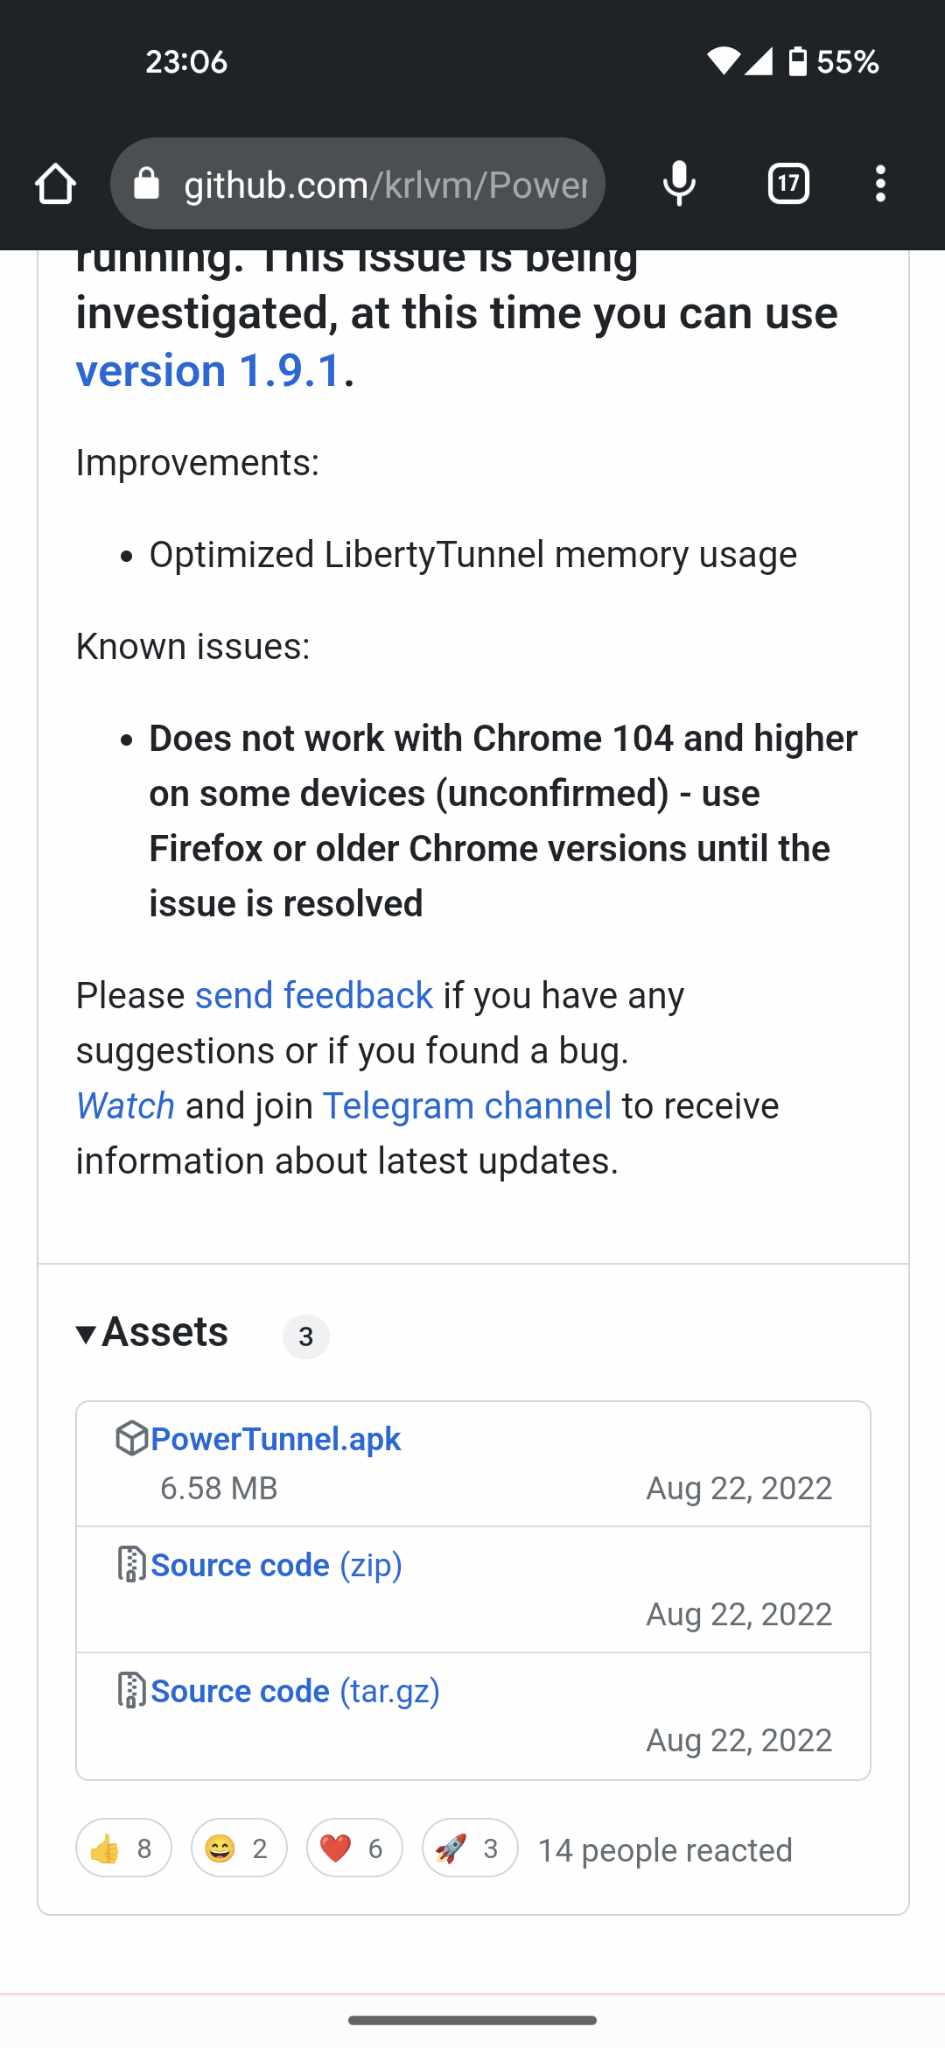 23:06
55%
github.com/krlvm/Power
17
running. This issue is being
investigated, at this time you can use
version 1.9.1.
Improvements:
• Optimized LibertyTunnel memory usage
Known issues:
• Does not work with Chrome 104 and higher
on some devices (unconfirmed) - use
Firefox or older Chrome versions until the
issue is resolved
Please send feedback if you have any
suggestions or if you found a bug.
Watch and join Telegram channel to receive
information about latest updates.
▾Assets 3
PowerTunnel.apk
6.58 MB Aug 22, 2022
Source code (zip)
Aug 22, 2022
Source code (tar.gz)
Aug 22, 2022
👍 8 😄 2 ❤️ 6 🚀 3 14 people reacted